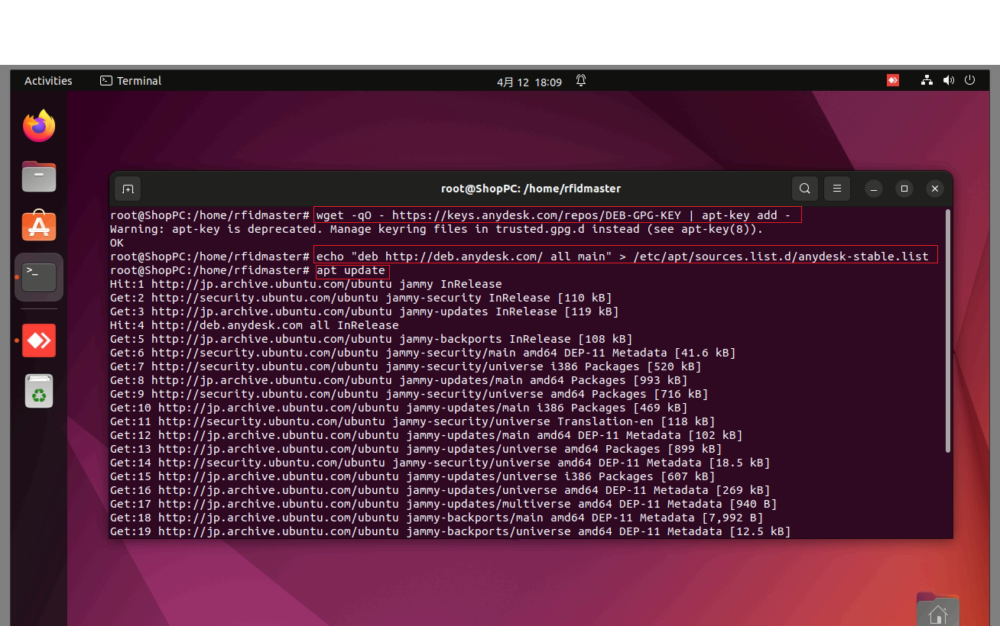 Activities
Terminal
4月 12 18:09
root@ShopPC: /home/rfidmaster
root@ShopPC:/home/rfidmaster# wget -qO - https://keys.anydesk.com/repos/DEB-GPG-KEY | apt-key add -
Warning: apt-key is deprecated. Manage keyring files in trusted.gpg.d instead (see apt-key(8)).
OK
root@ShopPC:/home/rfidmaster# echo "deb http://deb.anydesk.com/ all main" > /etc/apt/sources.list.d/anydesk-stable.list
root@ShopPC:/home/rfidmaster# apt update
Hit:1 http://jp.archive.ubuntu.com/ubuntu jammy InRelease
Get:2 http://security.ubuntu.com/ubuntu jammy-security InRelease [110 kB]
Get:3 http://jp.archive.ubuntu.com/ubuntu jammy-updates InRelease [119 kB]
Hit:4 http://deb.anydesk.com all InRelease
Get:5 http://jp.archive.ubuntu.com/ubuntu jammy-backports InRelease [108 kB]
Get:6 http://security.ubuntu.com/ubuntu jammy-security/main amd64 DEP-11 Metadata [41.6 kB]
Get:7 http://security.ubuntu.com/ubuntu jammy-security/universe i386 Packages [520 kB]
Get:8 http://jp.archive.ubuntu.com/ubuntu jammy-updates/main amd64 Packages [993 kB]
Get:9 http://security.ubuntu.com/ubuntu jammy-security/universe amd64 Packages [716 kB]
Get:10 http://jp.archive.ubuntu.com/ubuntu jammy-updates/main i386 Packages [469 kB]
Get:11 http://security.ubuntu.com/ubuntu jammy-security/universe Translation-en [118 kB]
Get:12 http://jp.archive.ubuntu.com/ubuntu jammy-updates/main amd64 DEP-11 Metadata [102 kB]
Get:13 http://jp.archive.ubuntu.com/ubuntu jammy-updates/universe amd64 Packages [899 kB]
Get:14 http://security.ubuntu.com/ubuntu jammy-security/universe amd64 DEP-11 Metadata [18.5 kB]
Get:15 http://jp.archive.ubuntu.com/ubuntu jammy-updates/universe i386 Packages [607 kB]
Get:16 http://jp.archive.ubuntu.com/ubuntu jammy-updates/universe amd64 DEP-11 Metadata [269 kB]
Get:17 http://jp.archive.ubuntu.com/ubuntu jammy-updates/multiverse amd64 DEP-11 Metadata [940 B]
Get:18 http://jp.archive.ubuntu.com/ubuntu jammy-backports/main amd64 DEP-11 Metadata [7,992 B]
Get:19 http://jp.archive.ubuntu.com/ubuntu jammy-backports/universe amd64 DEP-11 Metadata [12.5 kB]